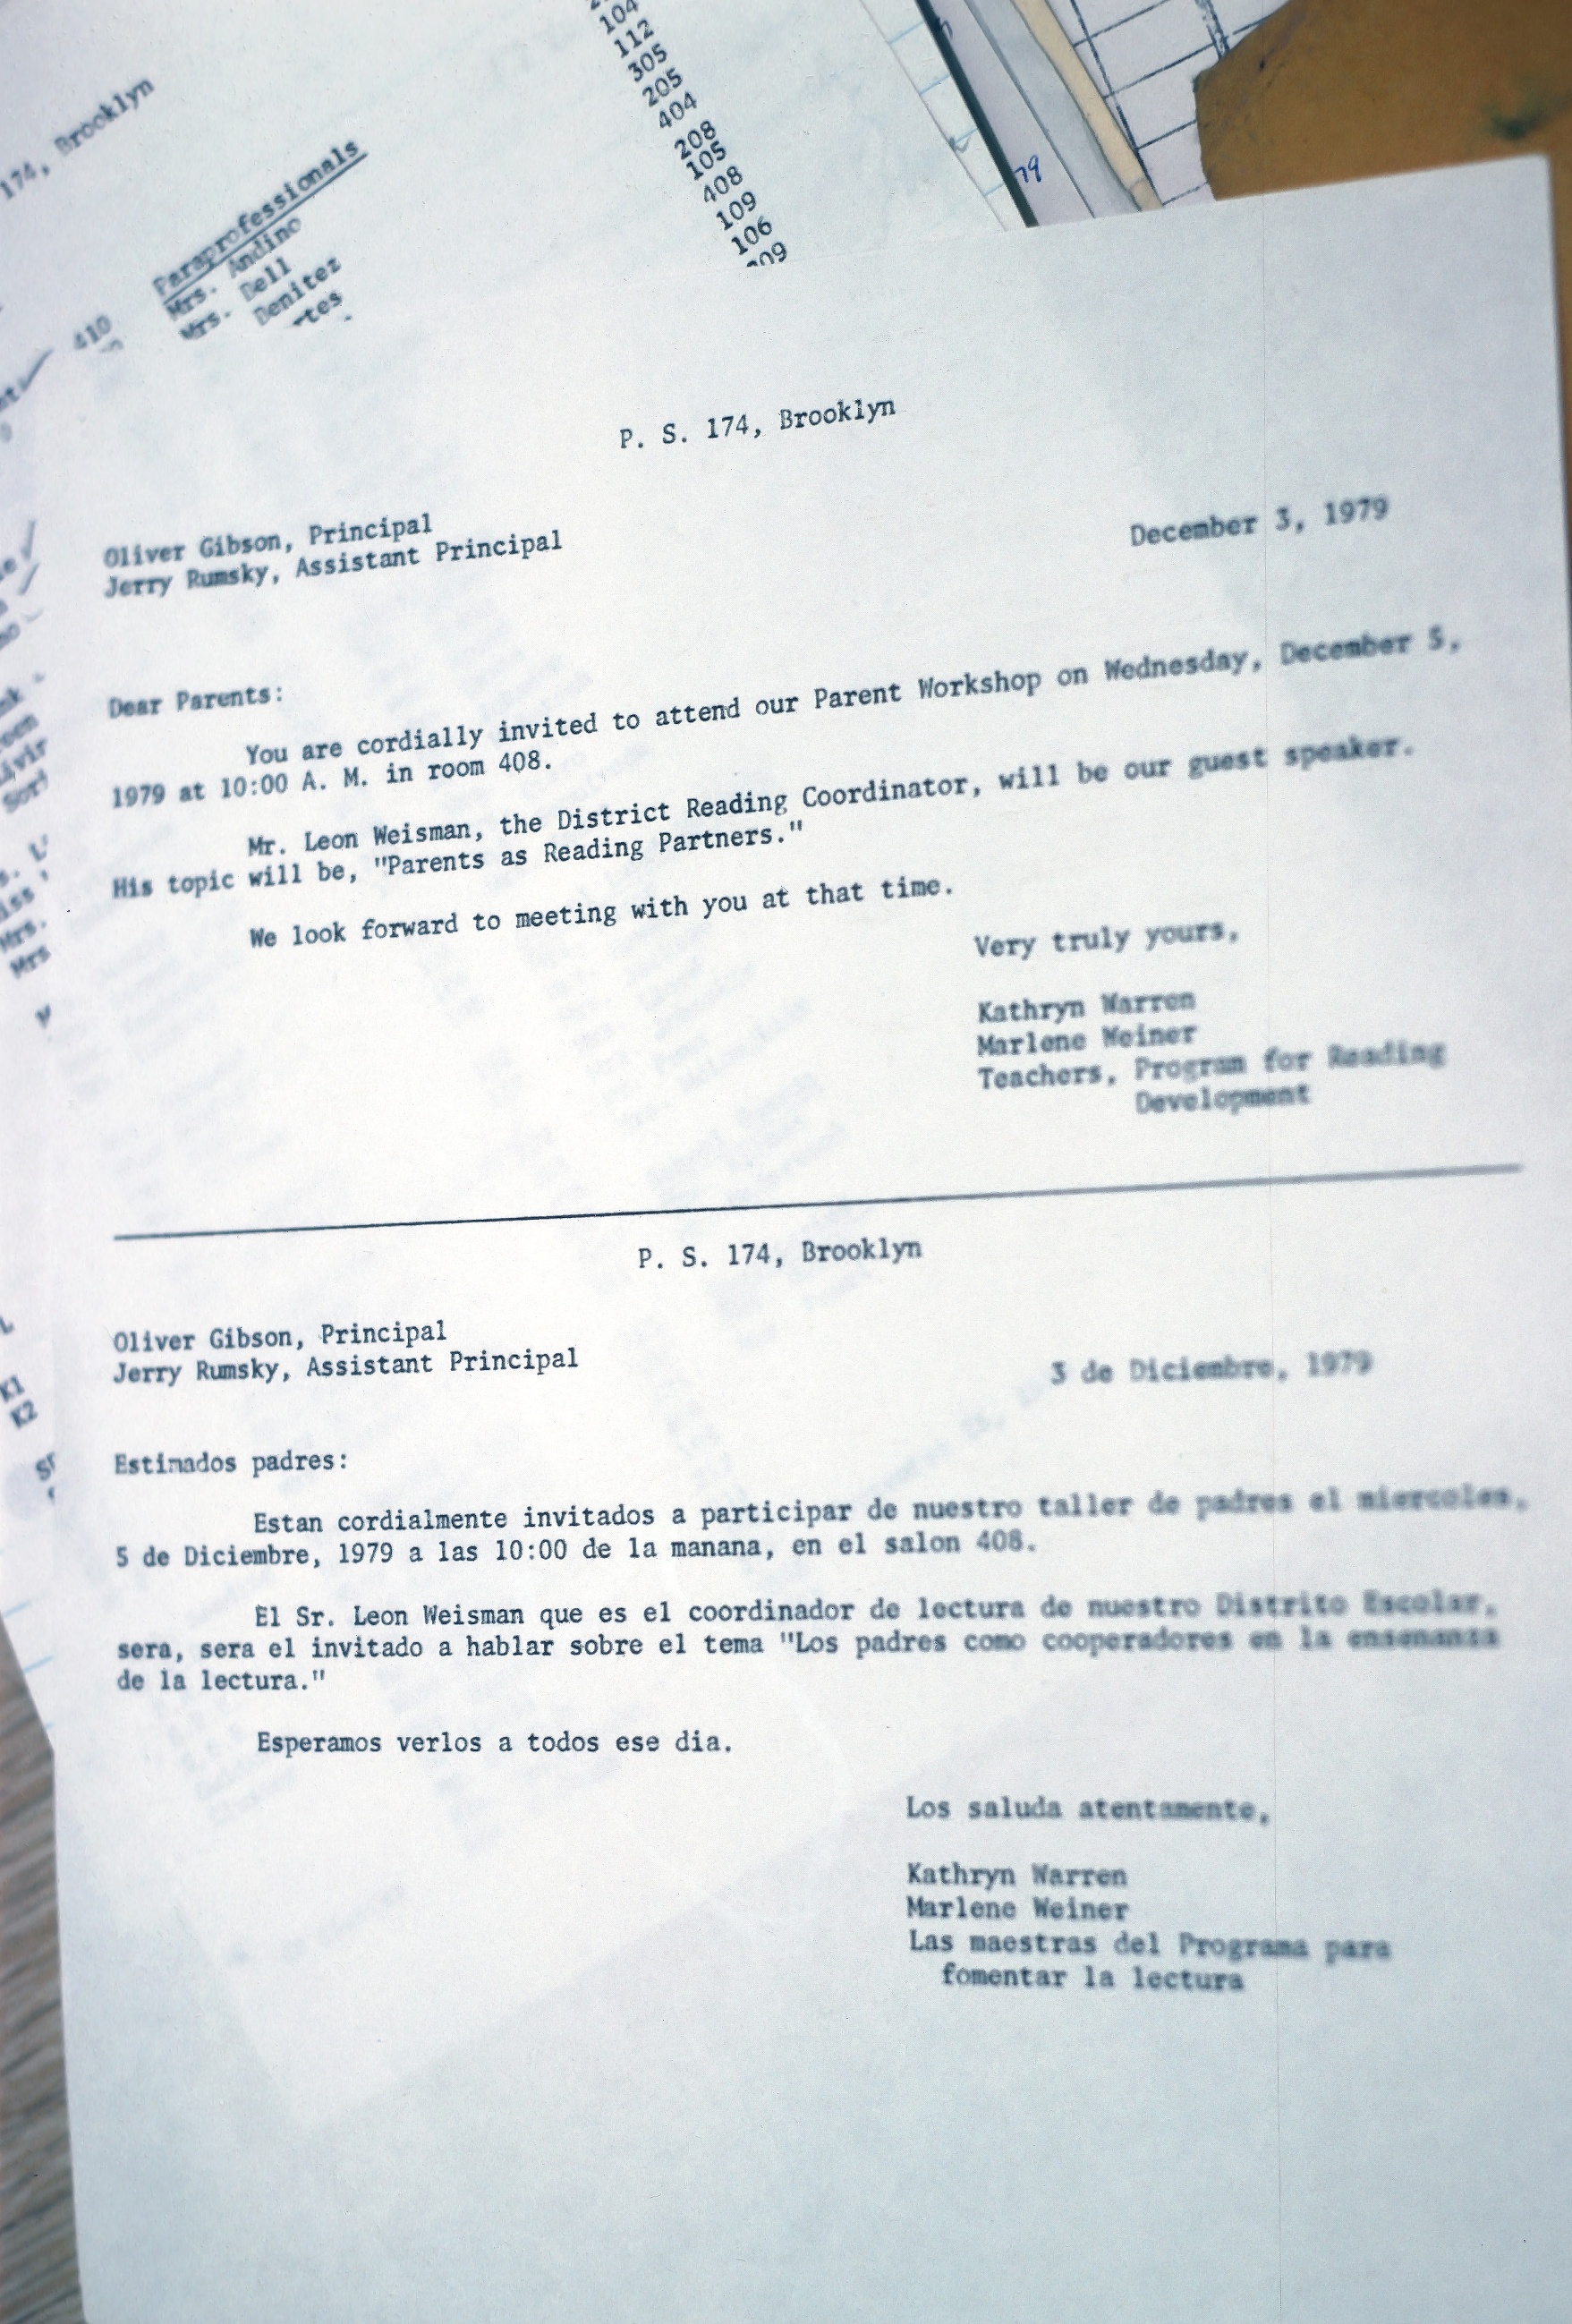 174, Brooklyn
Paraprofessionals
Mrs. Andino
Mrs. Dell
Mrs. Benitez
410
104
112
305
205
404
208
105
408
109
106
79
P. S. 174, Brooklyn
Oliver Gibson, Principal
Jerry Rumsky, Assistant Principal
December 3, 1979
Dear Parents:
You are cordially invited to attend our Parent Workshop on Wednesday, December 5,
1979 at 10:00 A. M. in room 408.
Mr. Leon Weisman, the District Reading Coordinator, will be our guest speaker.
His topic will be, "Parents as Reading Partners."
We look forward to meeting with you at that time.
Very truly yours,
Kathryn Warren
Marlene Weiner
Teachers, Program for Reading
Development
P. S. 174, Brooklyn
Oliver Gibson, Principal
Jerry Rumsky, Assistant Principal
3 de Diciembre, 1979
Estimados padres:
Estan cordialmente invitados a participar de nuestro taller de padres el miercoles,
5 de Diciembre, 1979 a las 10:00 de la manana, en el salon 408.
El Sr. Leon Weisman que es el coordinador de lectura de nuestro Distrito Escolar,
sera, sera el invitado a hablar sobre el tema "Los padres como cooperadores en la ensenanza
de la lectura."
Esperamos verlos a todos ese dia.
Los saluda atentamente,
Kathryn Warren
Marlene Weiner
Las maestras del Programa para
fomentar la lectura
K1
K2